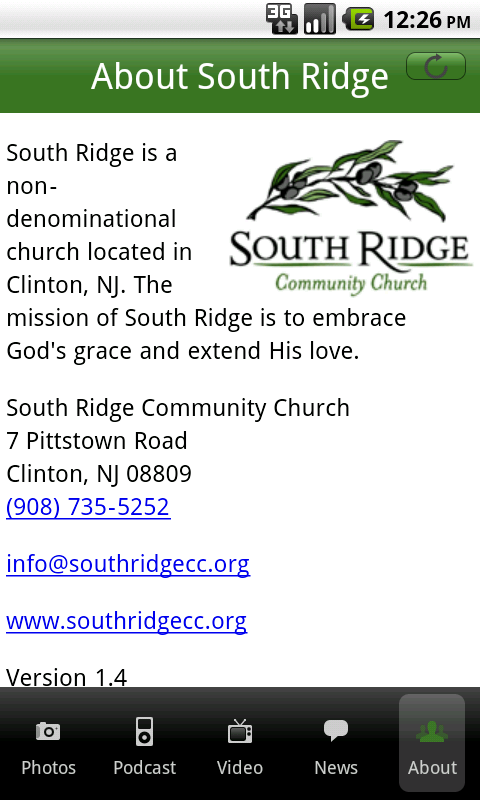 3G
12:26 PM
About South Ridge
South Ridge is a
non-
denominational
church located in
Clinton, NJ. The
mission of South Ridge is to embrace
God's grace and extend His love.
SOUTH RIDGE
Community Church
South Ridge Community Church
7 Pittstown Road
Clinton, NJ 08809
(908) 735-5252
info@southridgecc.org
www.southridgecc.org
Version 1.4
Photos
Podcast
Video
News
About